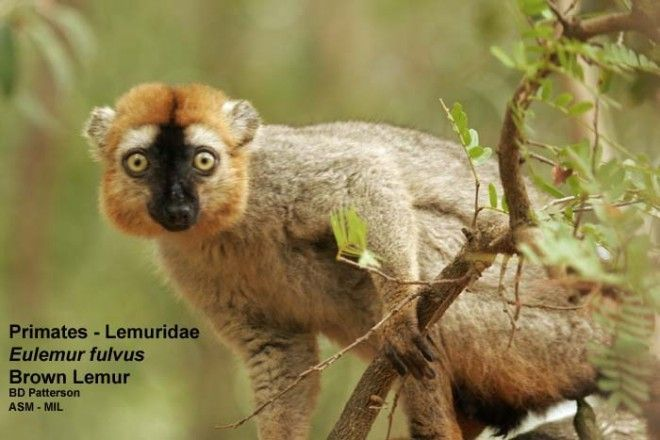 Primates - Lemuridae
Eulemur fulvus
Brown Lemur
BD Patterson
ASM - MIL